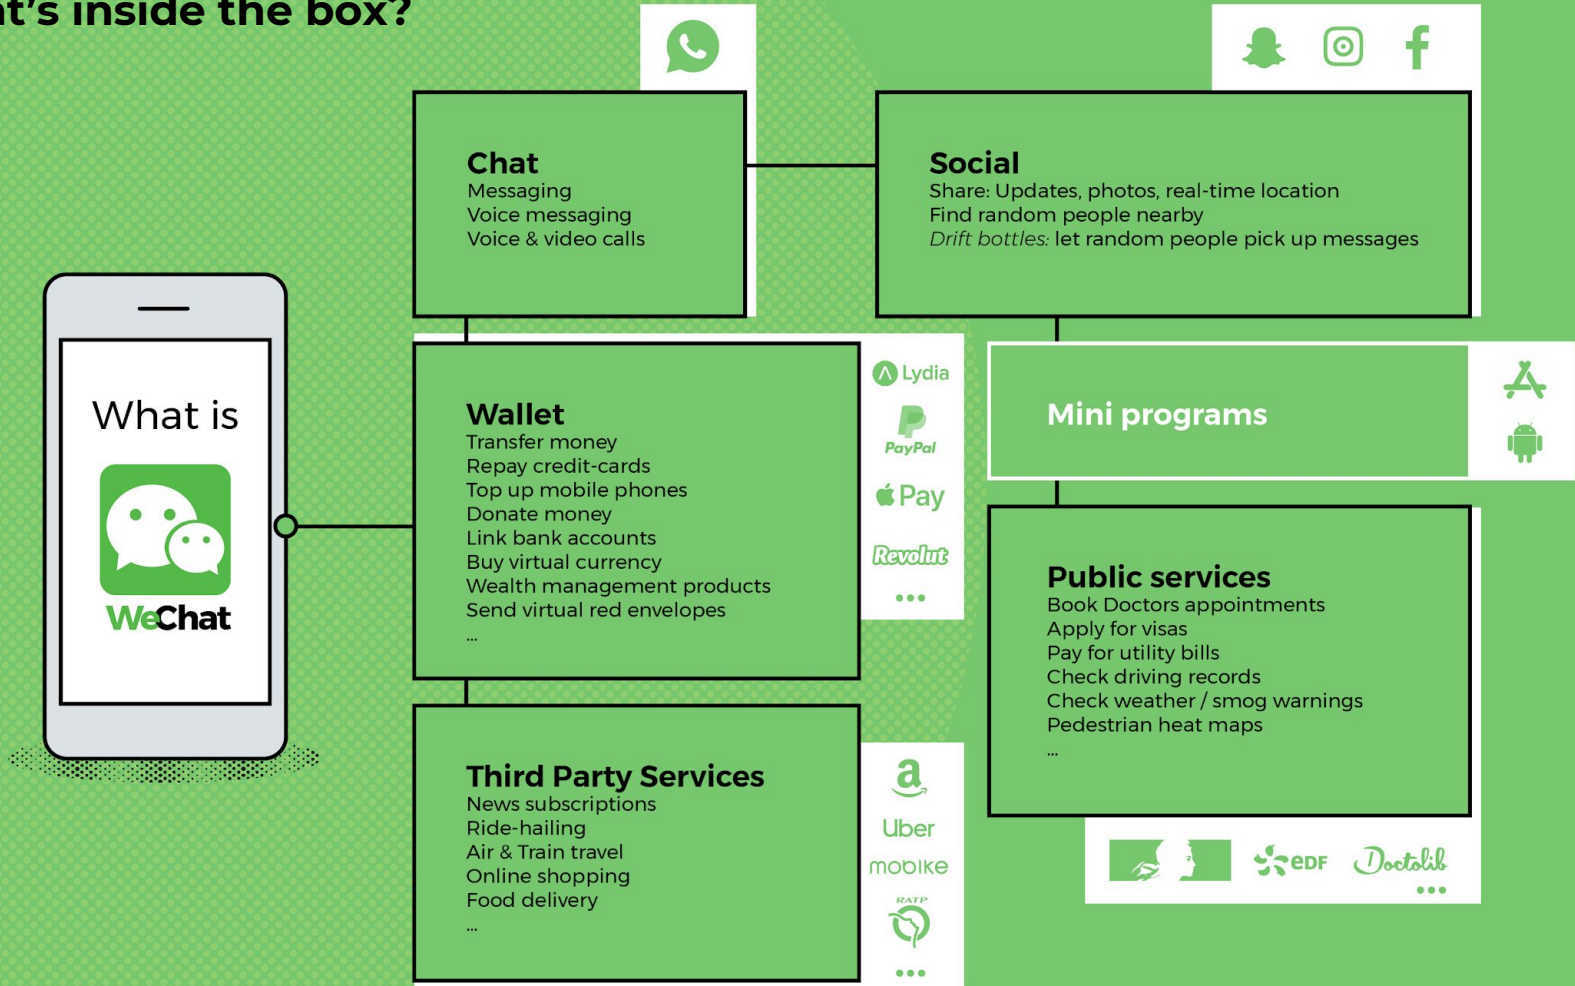 at's inside the box?
Chat
Messaging
Voice messaging
Voice & video calls
Social
Share: Updates, photos, real-time location
Find random people nearby
Drift bottles: let random people pick up messages
What is
WeChat
Wallet
Transfer money
Repay credit-cards
Top up mobile phones
Donate money
Link bank accounts
Buy virtual currency
Wealth management products
Send virtual red envelopes
...
Lydia
PayPal
Pay
Revolut
...
Mini programs
Public services
Book Doctors appointments
Apply for visas
Pay for utility bills
Check driving records
Check weather / smog warnings
Pedestrian heat maps
...
Third Party Services
News subscriptions
Ride-hailing
Air & Train travel
Online shopping
Food delivery
...
a
Uber
mobike
RATP
...
eDF
Doctolib
...